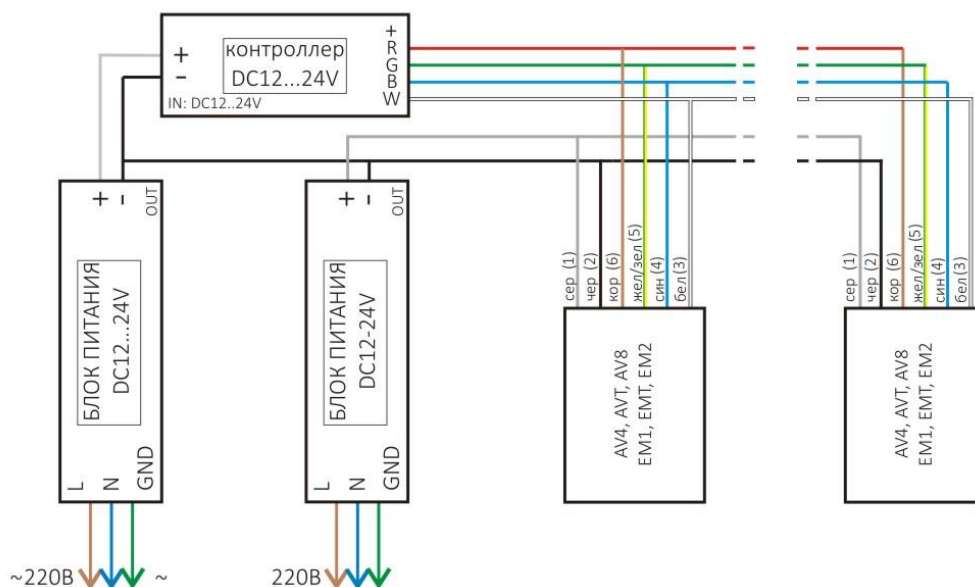 контроллер
DC12...24V
IN: DC12..24V
+
-
+
R
G
B
W
+
-
OUT
БЛОК ПИТАНИЯ
DC12...24V
L
N
GND
~220В
~
+
-
OUT
БЛОК ПИТАНИЯ
DC12-24V
L
N
GND
220В
сер (1)
чер (2)
кор (6)
жел/зел (5)
син (4)
бел (3)
AV4, AVT, AV8
EM1, EMT, EM2
сер (1)
чер (2)
кор (6)
жел/зел (5)
син (4)
бел (3)
AV4, AVT, AV8
EM1, EMT, EM2